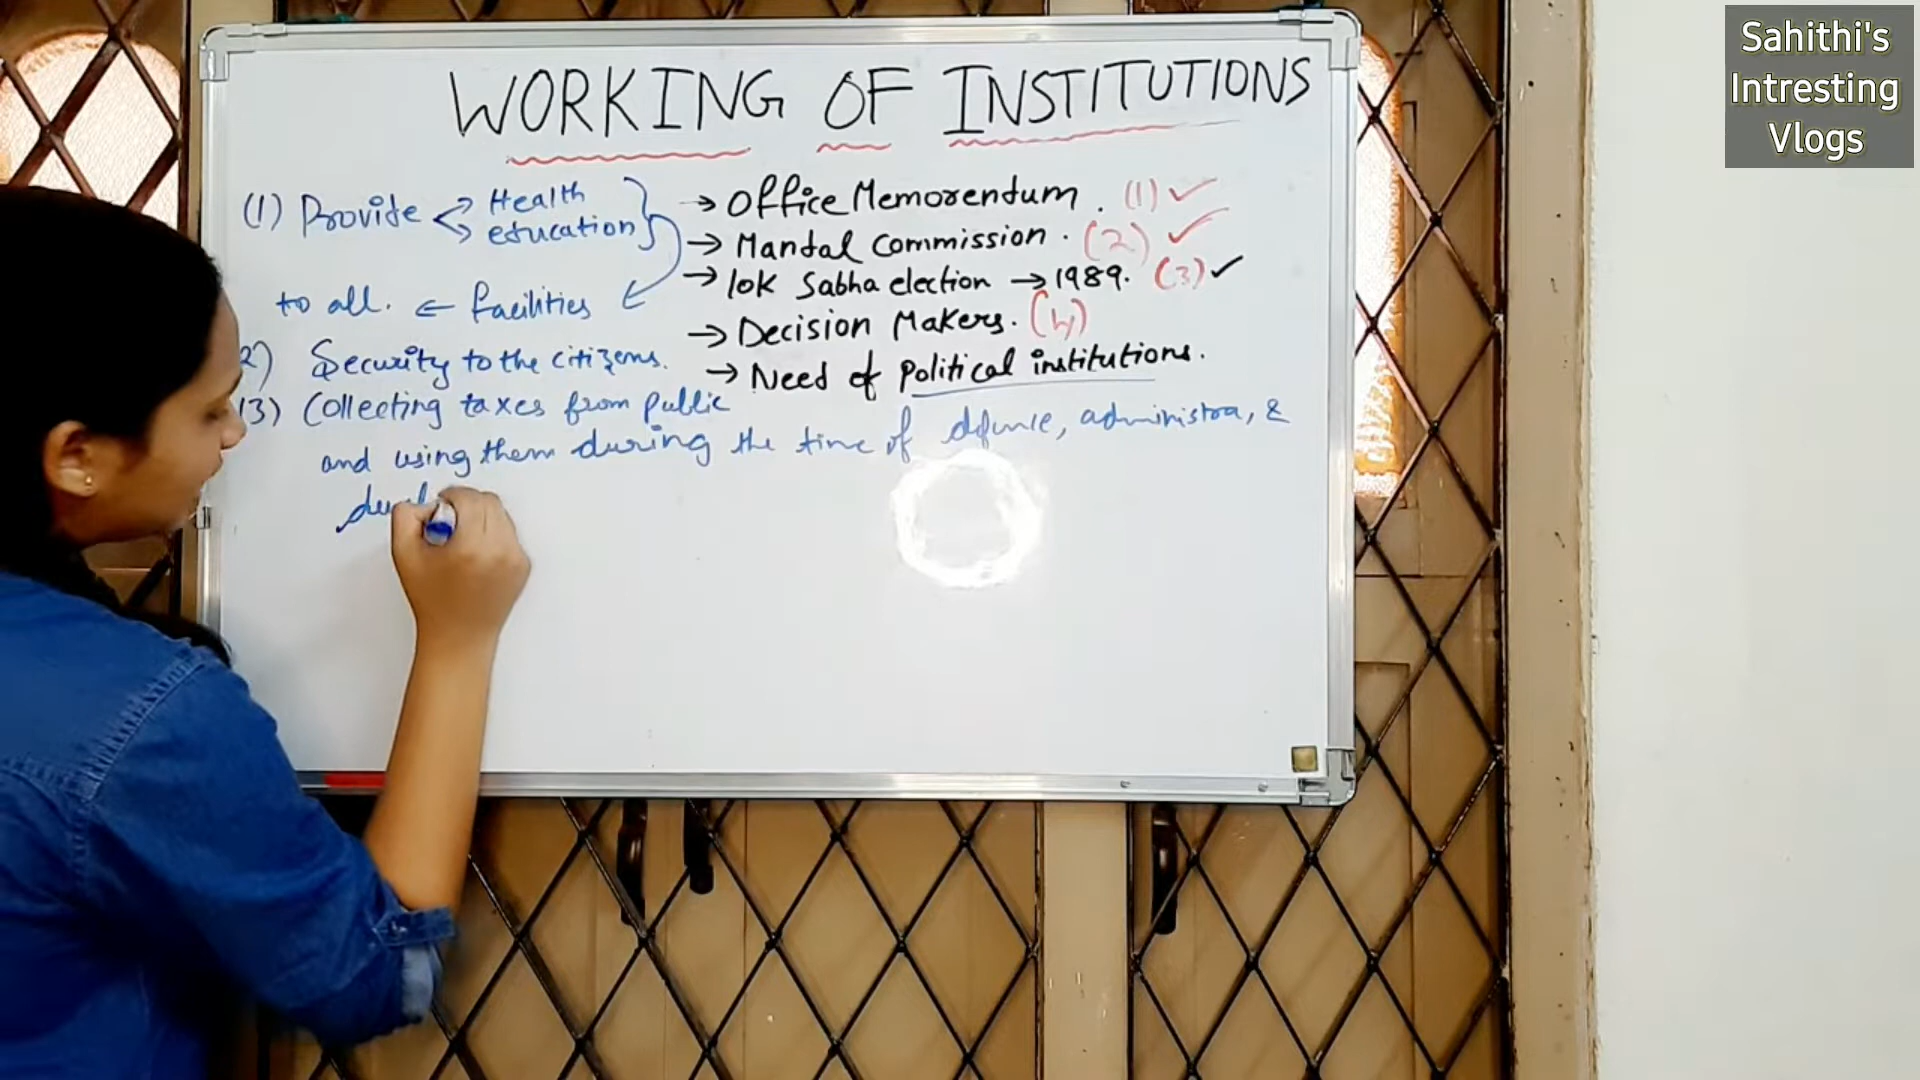 Sahithi's
Intresting
Vlogs
WORKING OF INSTITUTIONS
(1) Provide < → Health
→ education
to all. ← facilities
2) Security to the citizens.
(3) Collecting taxes from public
and using them during the time of defence, administra, &
→ Office Memorendum. (1) ✓
→ Mandal commission. (2) ✓
→ lok Sabha election → 1989. (3) ✓
→ Decision Makers. (4)
→ Need of political institutions.